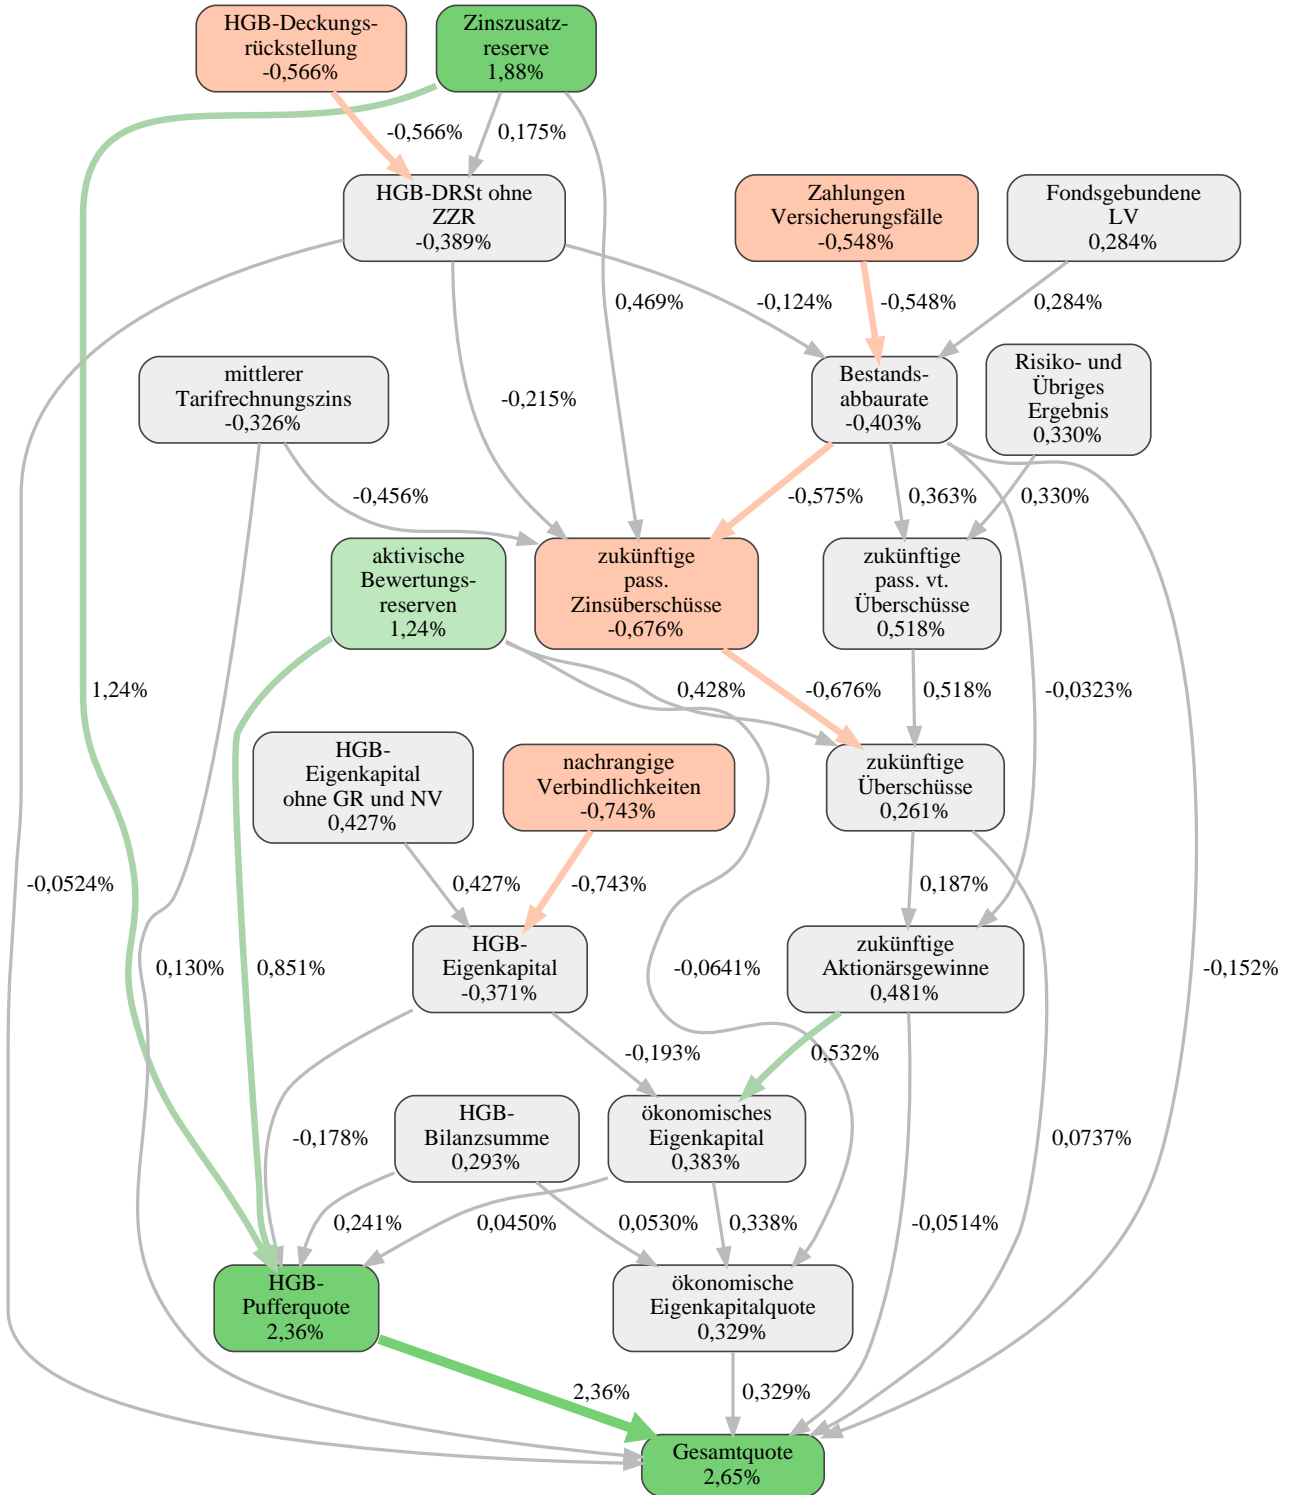 HGB-Deckungs-
rückstellung
-0,566%
Zinszusatz-
reserve
1,88%
-0,566%
0,175%
HGB-DRSt ohne
ZZR
-0,389%
Zahlungen
Versicherungsfälle
-0,548%
Fondsgebundene
LV
0,284%
0,469%
-0,124%
-0,548%
0,284%
mittlerer
Tarifrechnungszins
-0,326%
-0,215%
Bestands-
abbaurate
-0,403%
Risiko- und
Übriges
Ergebnis
0,330%
-0,456%
-0,575%
0,363%
0,330%
aktivische
Bewertungs-
reserven
1,24%
zukünftige
pass.
Zinsüberschüsse
-0,676%
zukünftige
pass. vt.
Überschüsse
0,518%
1,24%
0,428%
-0,676%
0,518%
-0,0323%
HGB-
Eigenkapital
ohne GR und NV
0,427%
nachrangige
Verbindlichkeiten
-0,743%
zukünftige
Überschüsse
0,261%
-0,0524%
0,427%
-0,743%
0,187%
0,130%
0,851%
HGB-
Eigenkapital
-0,371%
-0,0641%
zukünftige
Aktionärsgewinne
0,481%
-0,152%
-0,193%
0,532%
-0,178%
HGB-
Bilanzsumme
0,293%
ökonomisches
Eigenkapital
0,383%
0,0737%
0,241%
0,0450%
0,0530%
0,338%
-0,0514%
HGB-
Pufferquote
2,36%
ökonomische
Eigenkapitalquote
0,329%
2,36%
0,329%
Gesamtquote
2,65%